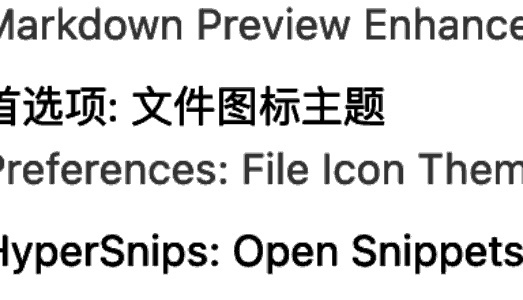 Markdown Preview Enhance
首选项: 文件图标主题
Preferences: File Icon Them
HyperSnips: Open Snippets